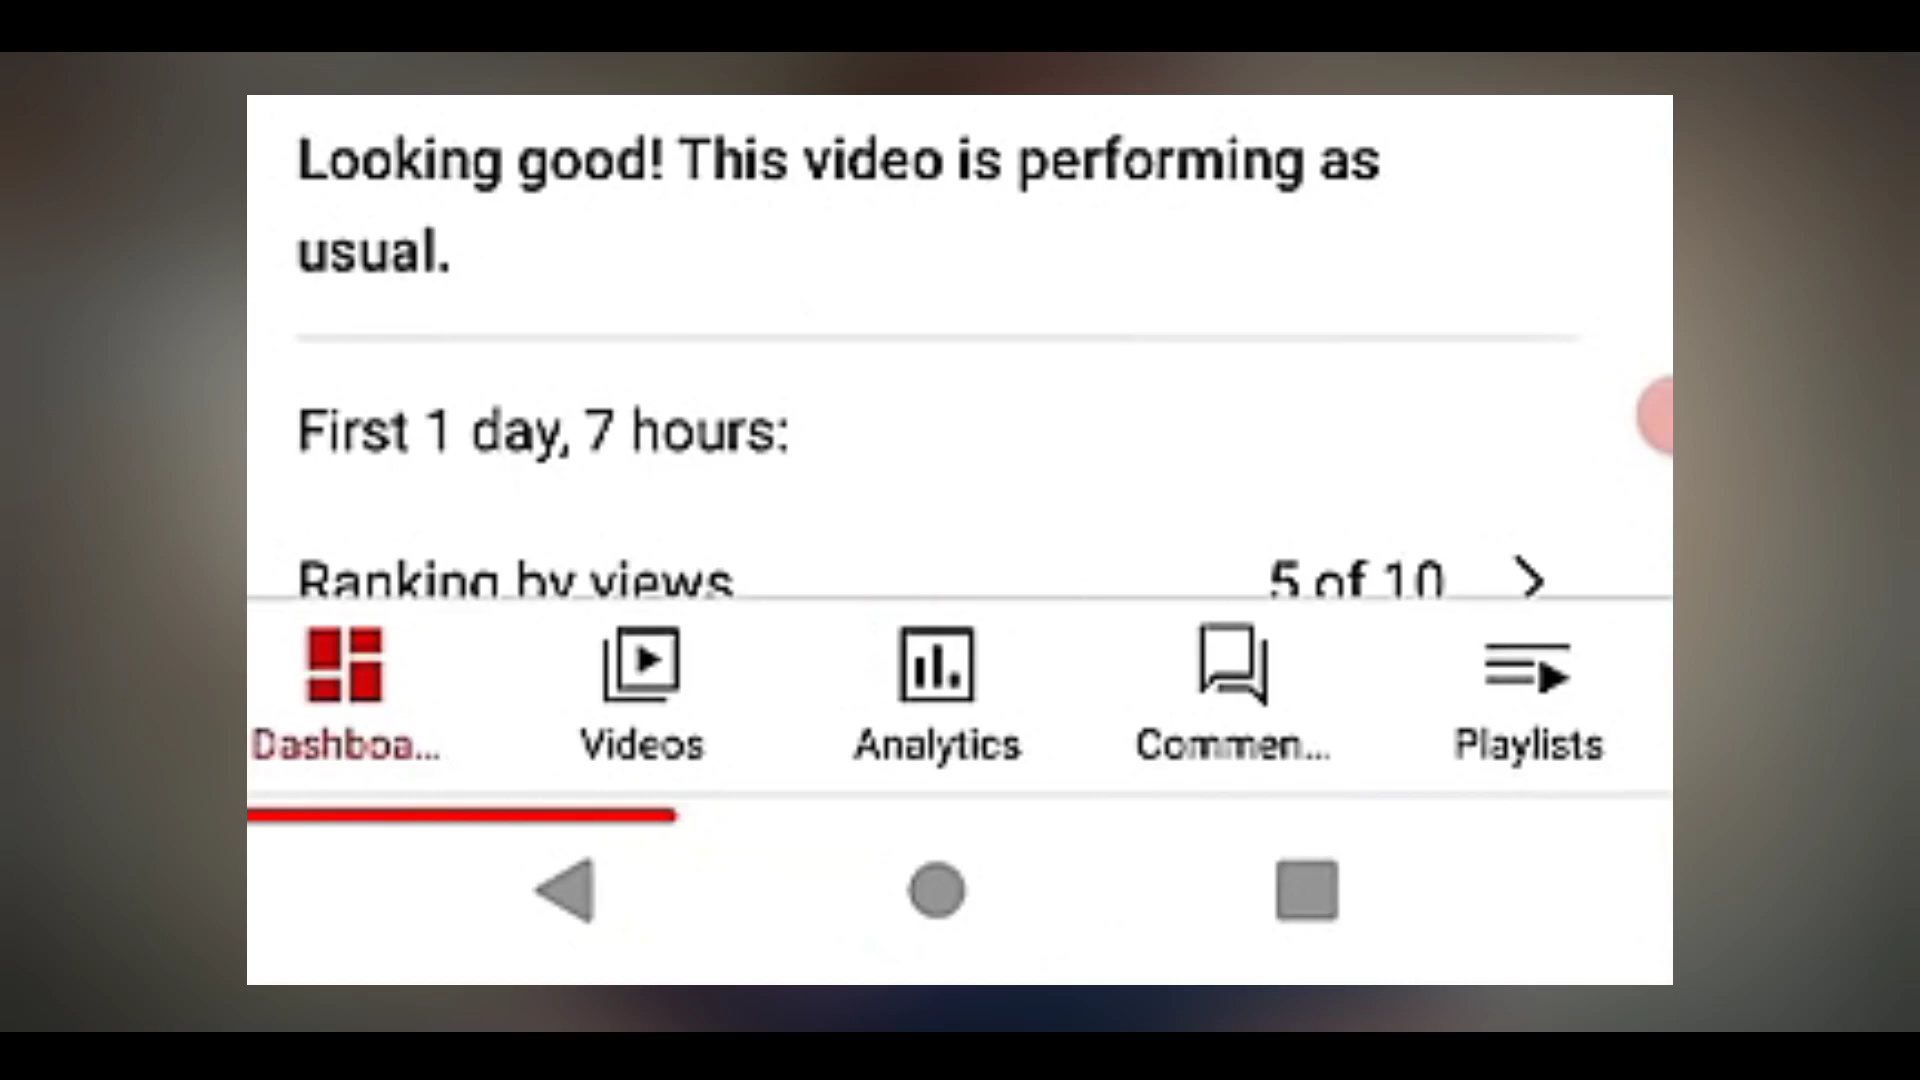 Looking good! This video is performing as
usual.
First 1 day, 7 hours:
Ranking by views 5 of 10
Dashboa... Videos Analytics Commen... Playlists